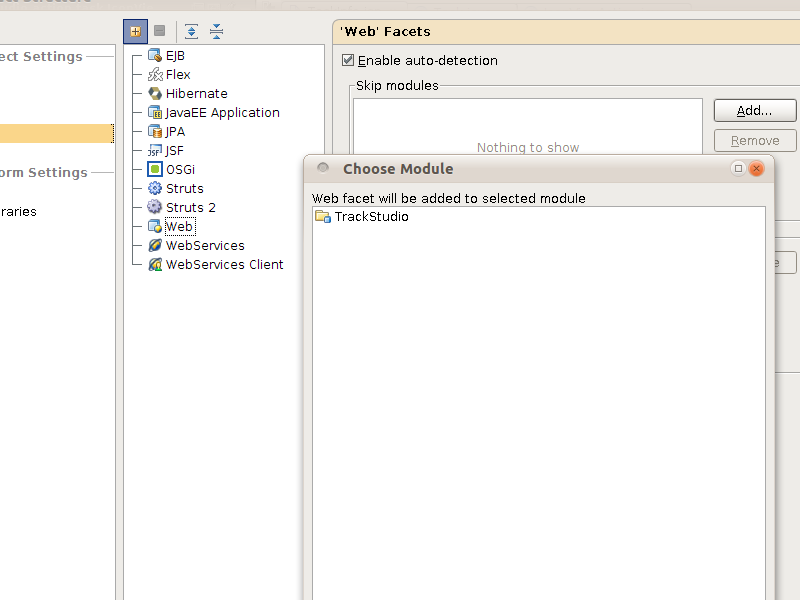 'Web' Facets
ect Settings
EJB
Enable auto-detection
Flex
Skip modules
Hibernate
JavaEE Application
Add...
JPA
Remove
JSF
Nothing to show
OSGi
Choose Module
orm Settings
Struts
Web facet will be added to selected module
raries
Struts 2
TrackStudio
Web
WebServices
WebServices Client